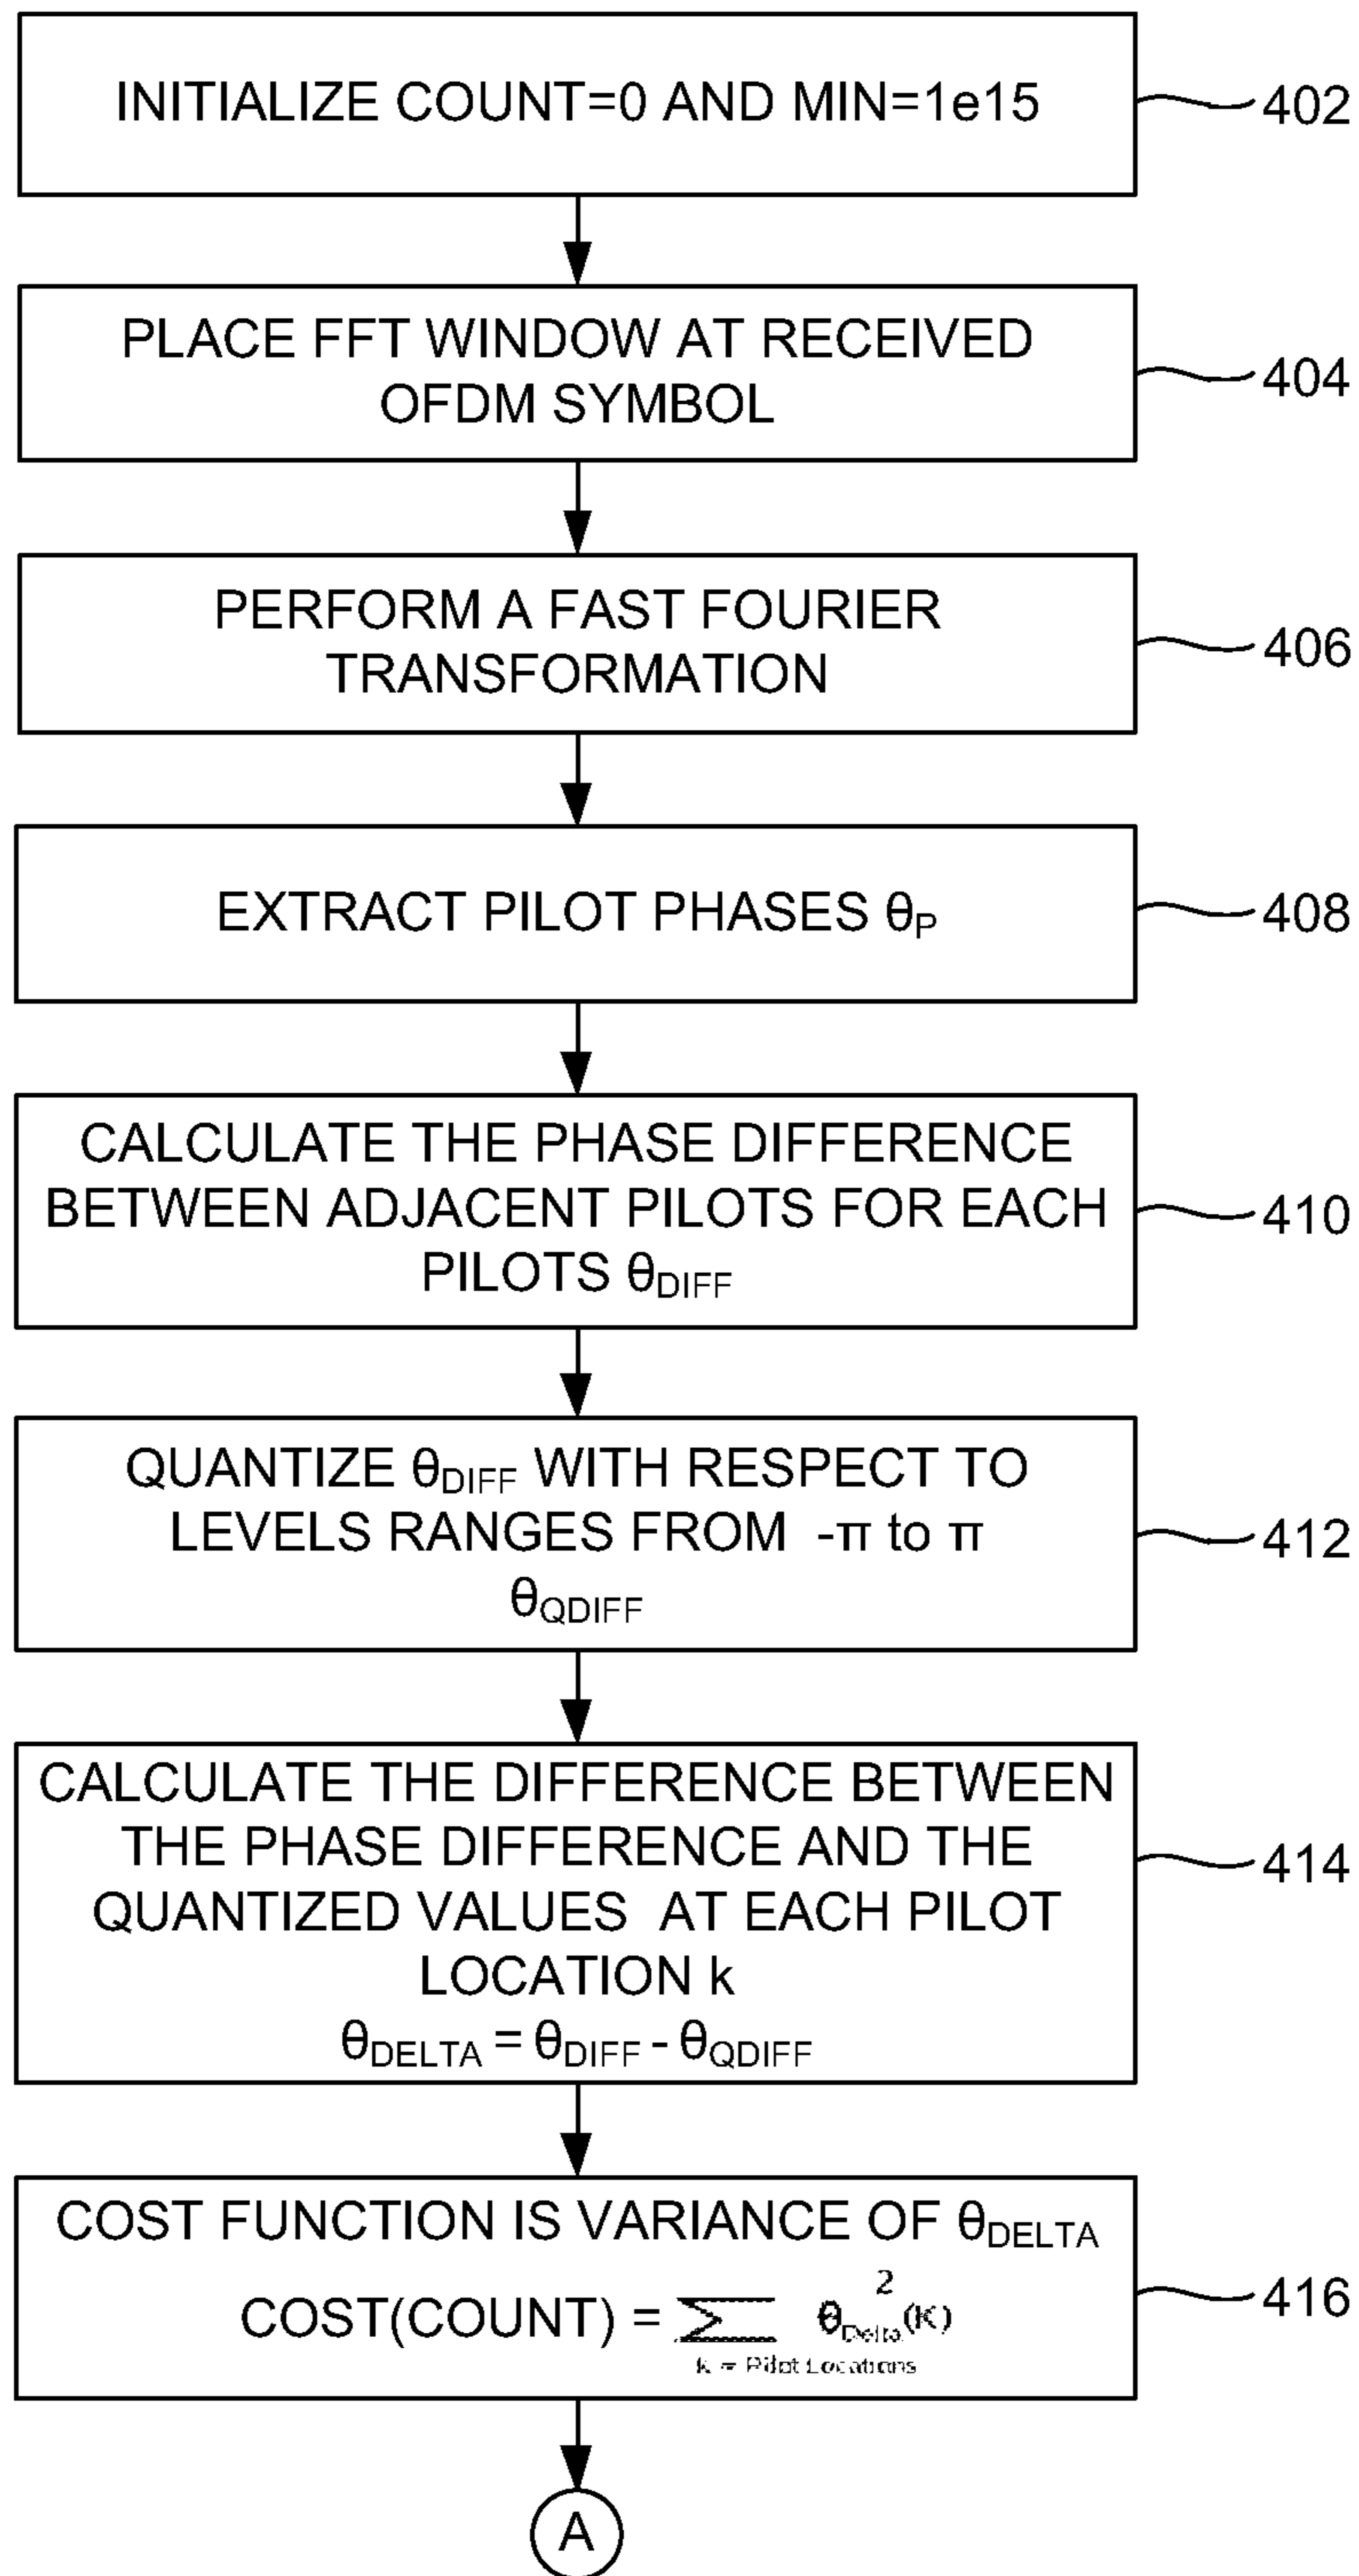 INITIALIZE COUNT=0 AND MIN=1e15
402
PLACE FFT WINDOW AT RECEIVED
OFDM SYMBOL
404
PERFORM A FAST FOURIER
TRANSFORMATION
406
EXTRACT PILOT PHASES θP
408
CALCULATE THE PHASE DIFFERENCE
BETWEEN ADJACENT PILOTS FOR EACH
PILOTS θDIFF
410
QUANTIZE θDIFF WITH RESPECT TO
LEVELS RANGES FROM -π to π
θQDIFF
412
CALCULATE THE DIFFERENCE BETWEEN
THE PHASE DIFFERENCE AND THE
QUANTIZED VALUES AT EACH PILOT
LOCATION k
θDELTA = θDIFF - θQDIFF
414
COST FUNCTION IS VARIANCE OF θDELTA
COST(COUNT) = Σ θDelta²(K)
k = Pilot Locations
416
A